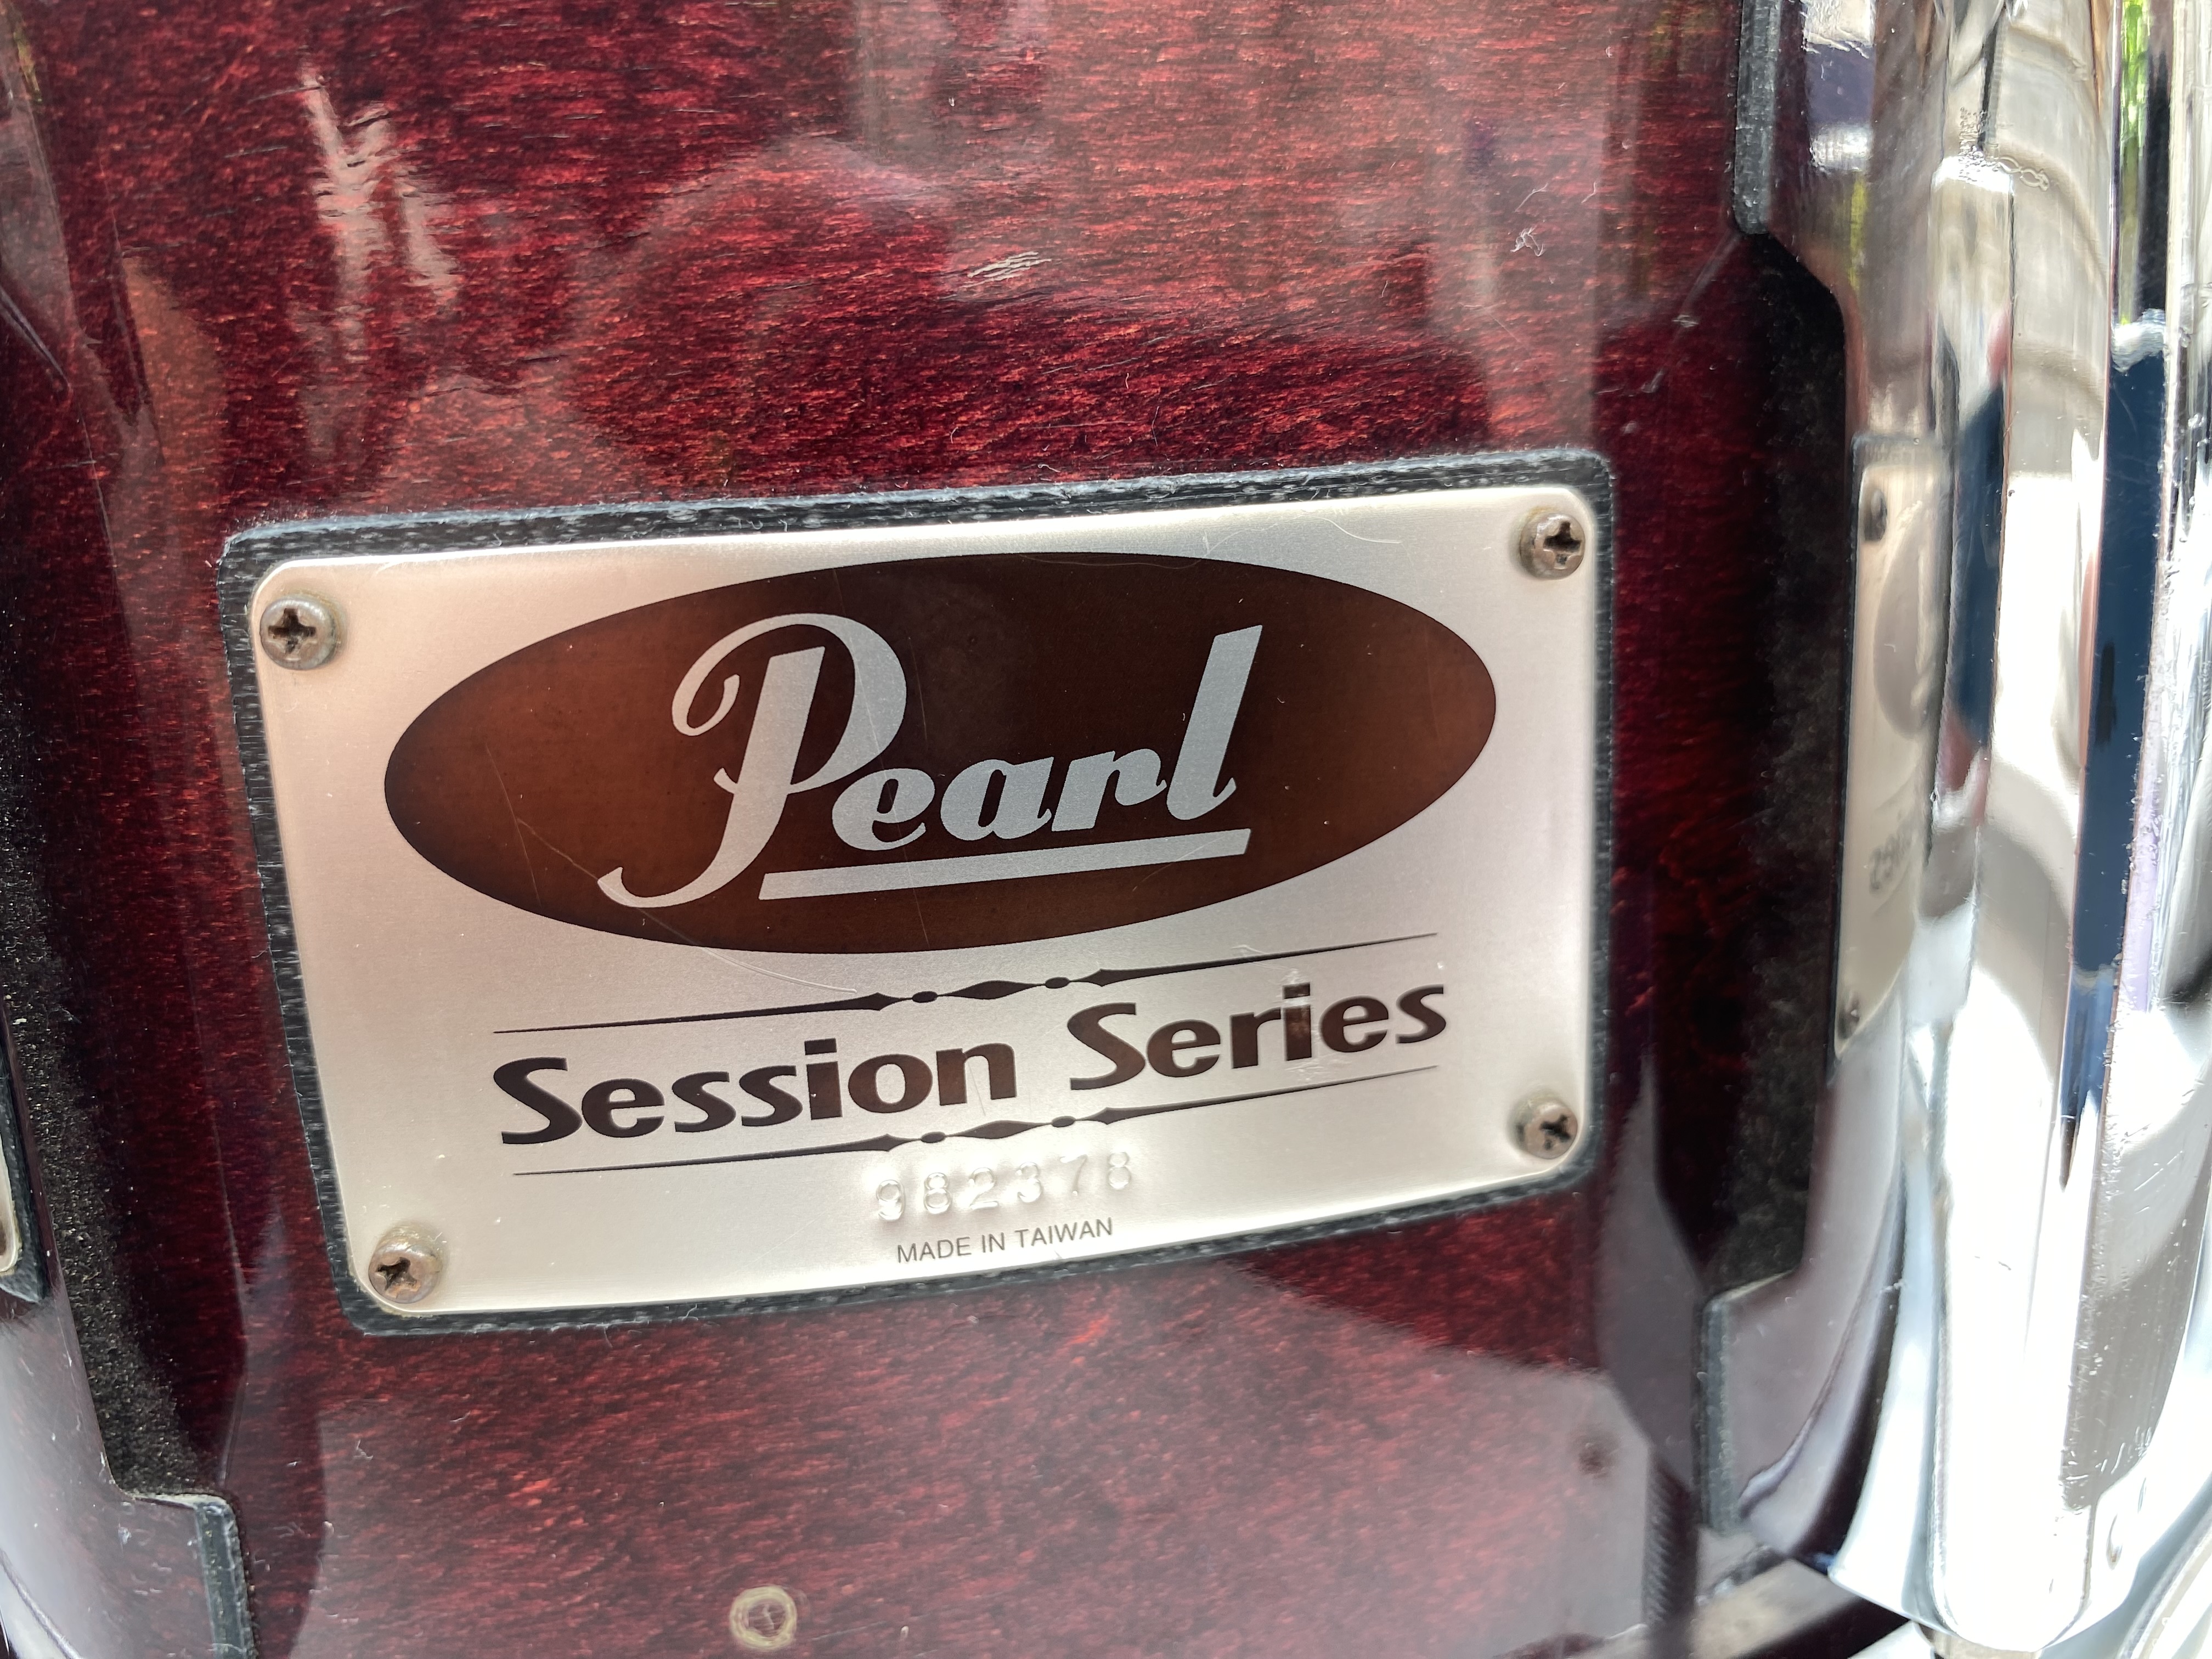 Pearl
Session Series
982378
MADE IN TAIWAN